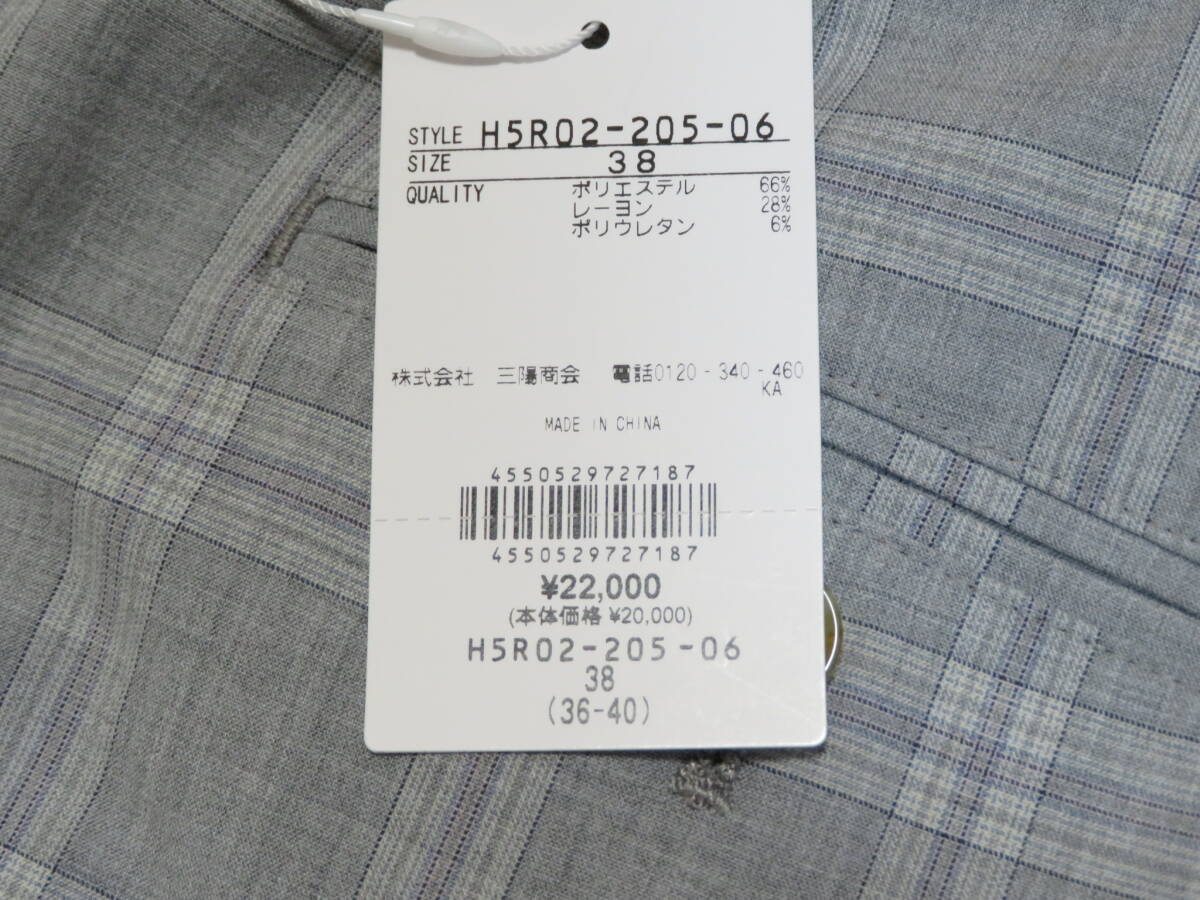 STYLE H5R02-205-06
SIZE 38
QUALITY ポリエステル 66%
レーヨン 28%
ポリウレタン 6%
株式会社 三陽商会 電話0120-340-460
KA
MADE IN CHINA
4550529727187
4550529727187
¥22,000
(本体価格 ¥20,000)
H5R02-205-06
38
(36-40)